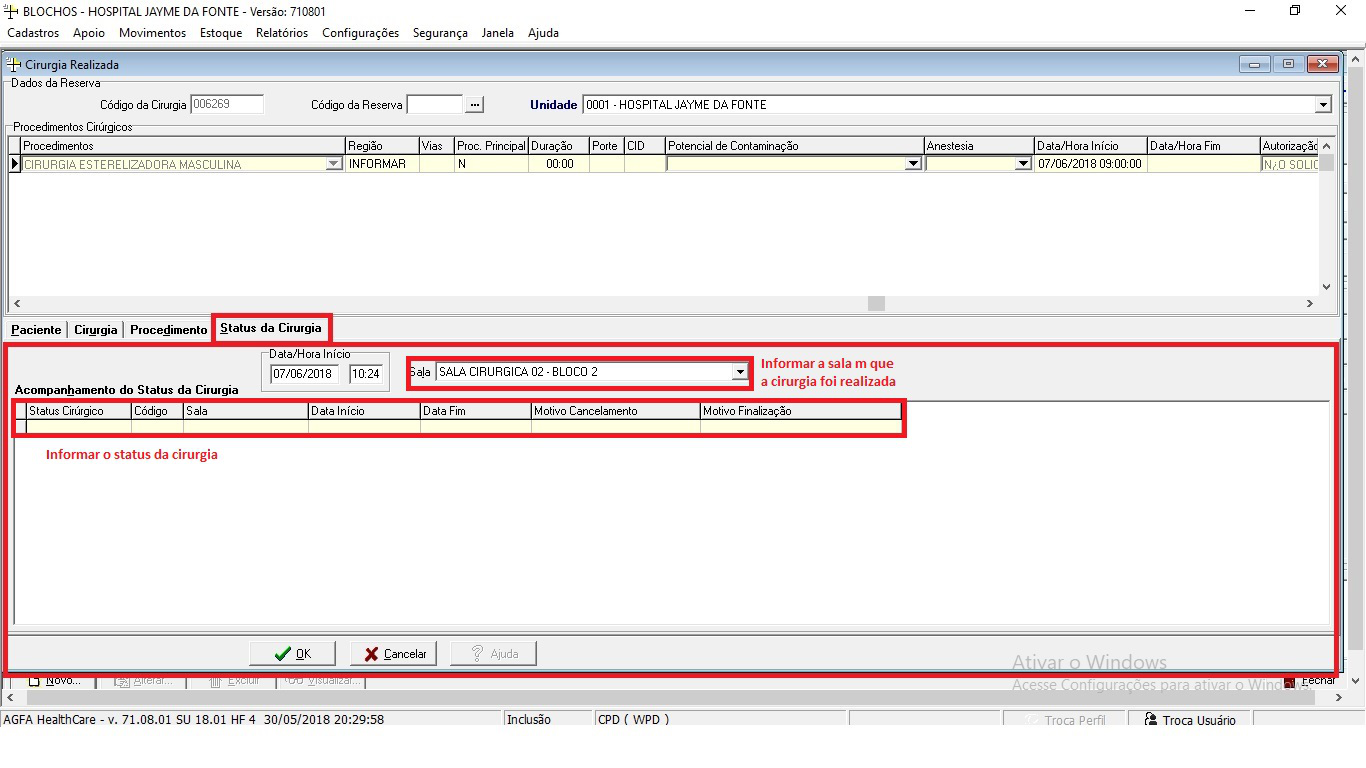 BLOCHOS - HOSPITAL JAYME DA FONTE - Versão: 710801
Cadastros Apoio Movimentos Estoque Relatórios Configurações Segurança Janela Ajuda
Cirurgia Realizada
Dados da Reserva
Código da Cirurgia 006269 Código da Reserva ... Unidade 0001 - HOSPITAL JAYME DA FONTE
Procedimentos Cirúrgicos
Procedimentos Região Vias Proc. Principal Duração Porte CID Potencial de Contaminação Anestesia Data/Hora Início Data/Hora Fim Autorização
CIRURGIA ESTERELIZADORA MASCULINA INFORMAR N 00:00 07/06/2018 09:00:00 N¿O SOLIC
Paciente Cirurgia Procedimento Status da Cirurgia
Data/Hora Início
07/06/2018 10:24 Sala SALA CIRURGICA 02 - BLOCO 2
Informar a sala m que
a cirurgia foi realizada
Acompanhamento do Status da Cirurgia
Status Cirúrgico Código Sala Data Início Data Fim Motivo Cancelamento Motivo Finalização
Informar o status da cirurgia
OK Cancelar ? Ajuda
Ativar o Windows
Acesse Configurações para ativar o Windows.
Novo... Alterar... Excluir Visualizar... Fechar
AGFA HealthCare - v. 71.08.01 SU 18.01 HF 4 30/05/2018 20:29:58 Inclusão CPD ( WPD ) Troca Perfil Troca Usuário